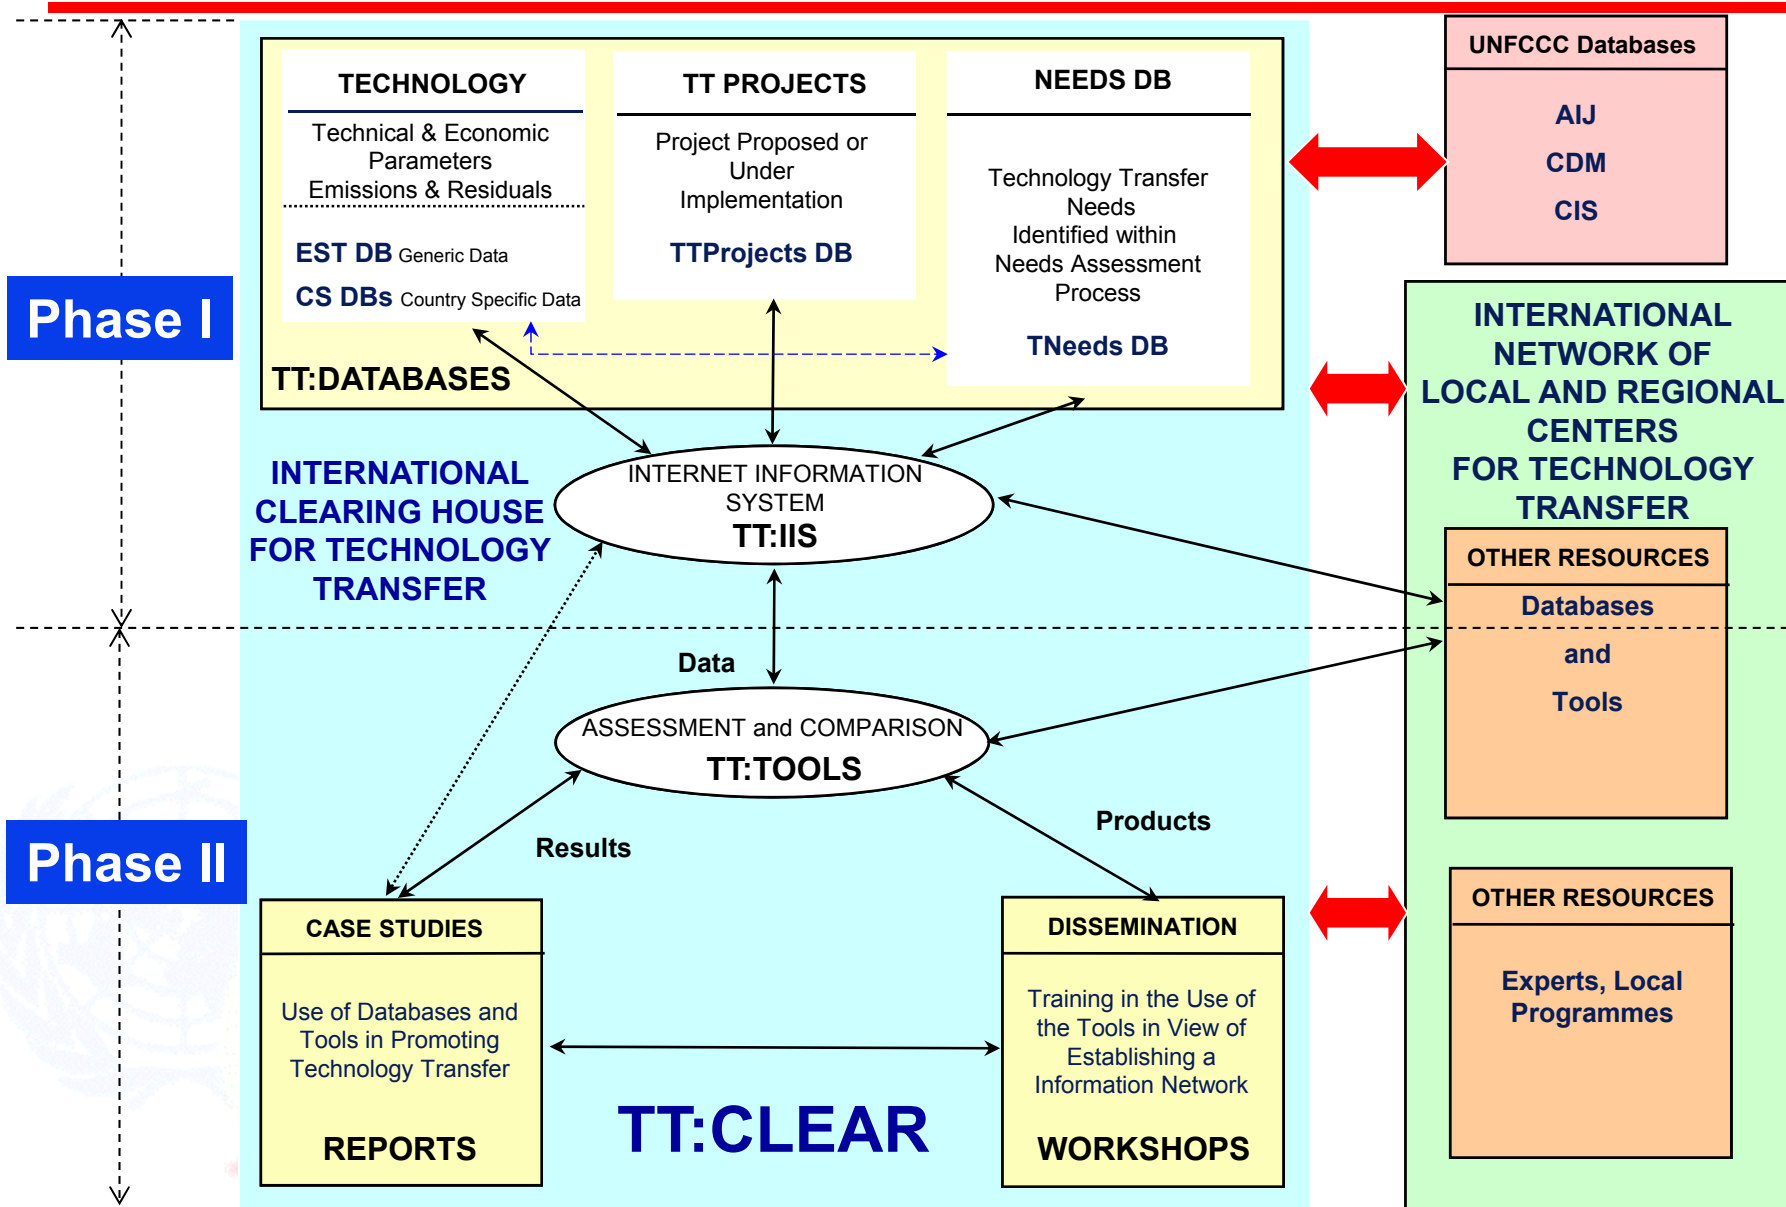 TECHNOLOGY
Technical & Economic
Parameters
Emissions & Residuals
EST DB Generic Data
CS DBs Country Specific Data
TT PROJECTS
Project Proposed or
Under
Implementation
TTProjects DB
NEEDS DB
Technology Transfer
Needs
Identified within
Needs Assessment
Process
TNeeds DB
TT:DATABASES
UNFCCC Databases
AIJ
CDM
CIS
Phase I
INTERNATIONAL
CLEARING HOUSE
FOR TECHNOLOGY
TRANSFER
INTERNET INFORMATION
SYSTEM
TT:IIS
INTERNATIONAL
NETWORK OF
LOCAL AND REGIONAL
CENTERS
FOR TECHNOLOGY
TRANSFER
OTHER RESOURCES
Databases
and
Tools
Data
ASSESSMENT and COMPARISON
TT:TOOLS
Phase II
Results
Products
CASE STUDIES
Use of Databases and
Tools in Promoting
Technology Transfer
REPORTS
TT:CLEAR
DISSEMINATION
Training in the Use of
the Tools in View of
Establishing a
Information Network
WORKSHOPS
OTHER RESOURCES
Experts, Local
Programmes